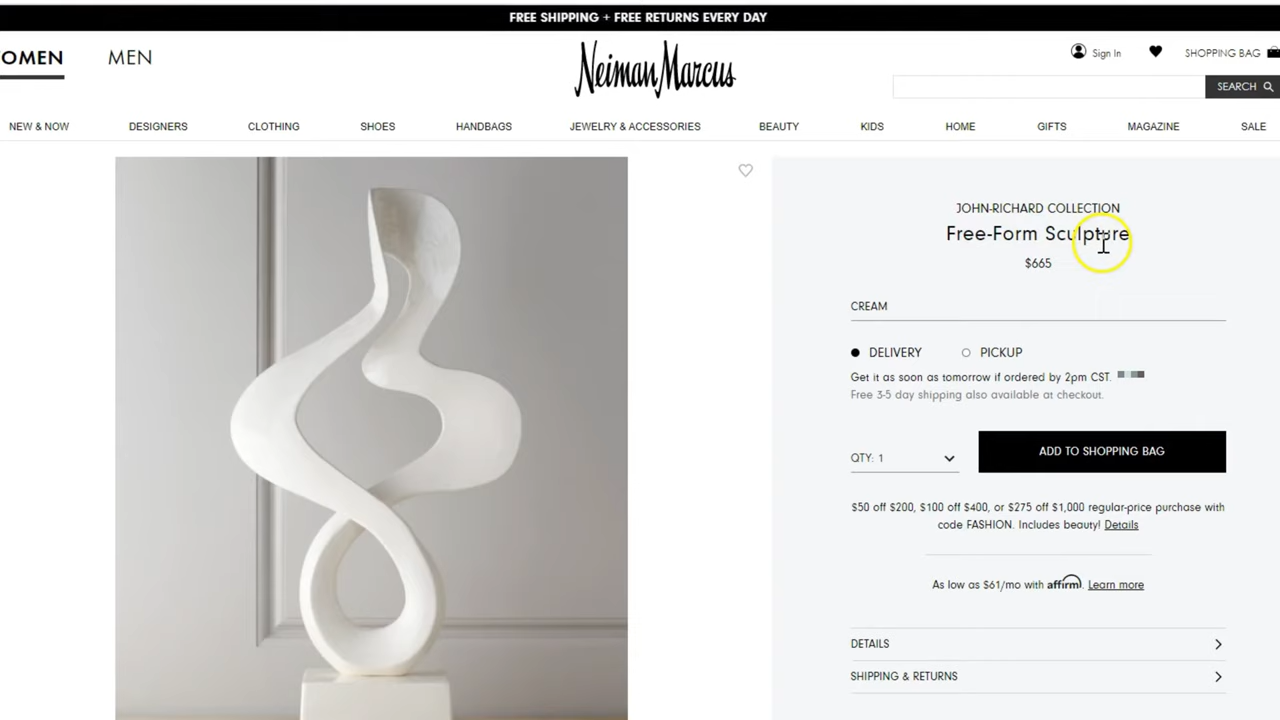 FREE SHIPPING + FREE RETURNS EVERY DAY
OMEN MEN
Neiman Marcus
Sign In
SHOPPING BAG
SEARCH
NEW & NOW DESIGNERS CLOTHING SHOES HANDBAGS JEWELRY & ACCESSORIES BEAUTY KIDS HOME GIFTS MAGAZINE SALE
JOHN-RICHARD COLLECTION
Free-Form Sculpture
$665
CREAM
DELIVERY PICKUP
Get it as soon as tomorrow if ordered by 2pm CST.
Free 3-5 day shipping also available at checkout.
QTY: 1
ADD TO SHOPPING BAG
$50 off $200, $100 off $400, or $275 off $1,000 regular-price purchase with
code FASHION. Includes beauty! Details
As low as $61/mo with affirm. Learn more
DETAILS
SHIPPING & RETURNS